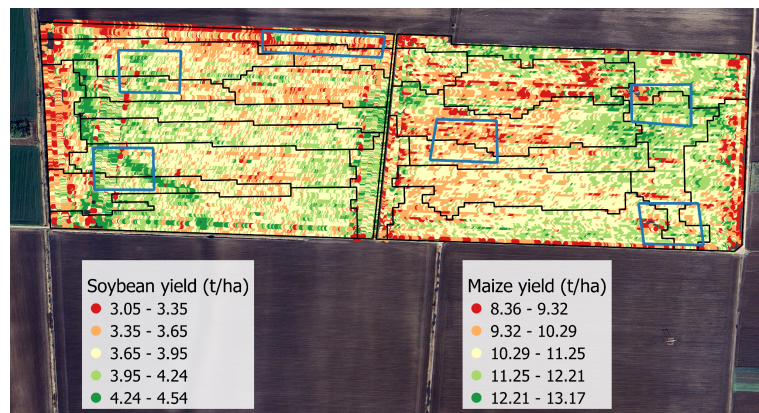 Soybean yield (t/ha)
3.05 - 3.35
3.35 - 3.65
3.65 - 3.95
3.95 - 4.24
4.24 - 4.54
Maize yield (t/ha)
8.36 - 9.32
9.32 - 10.29
10.29 - 11.25
11.25 - 12.21
12.21 - 13.17